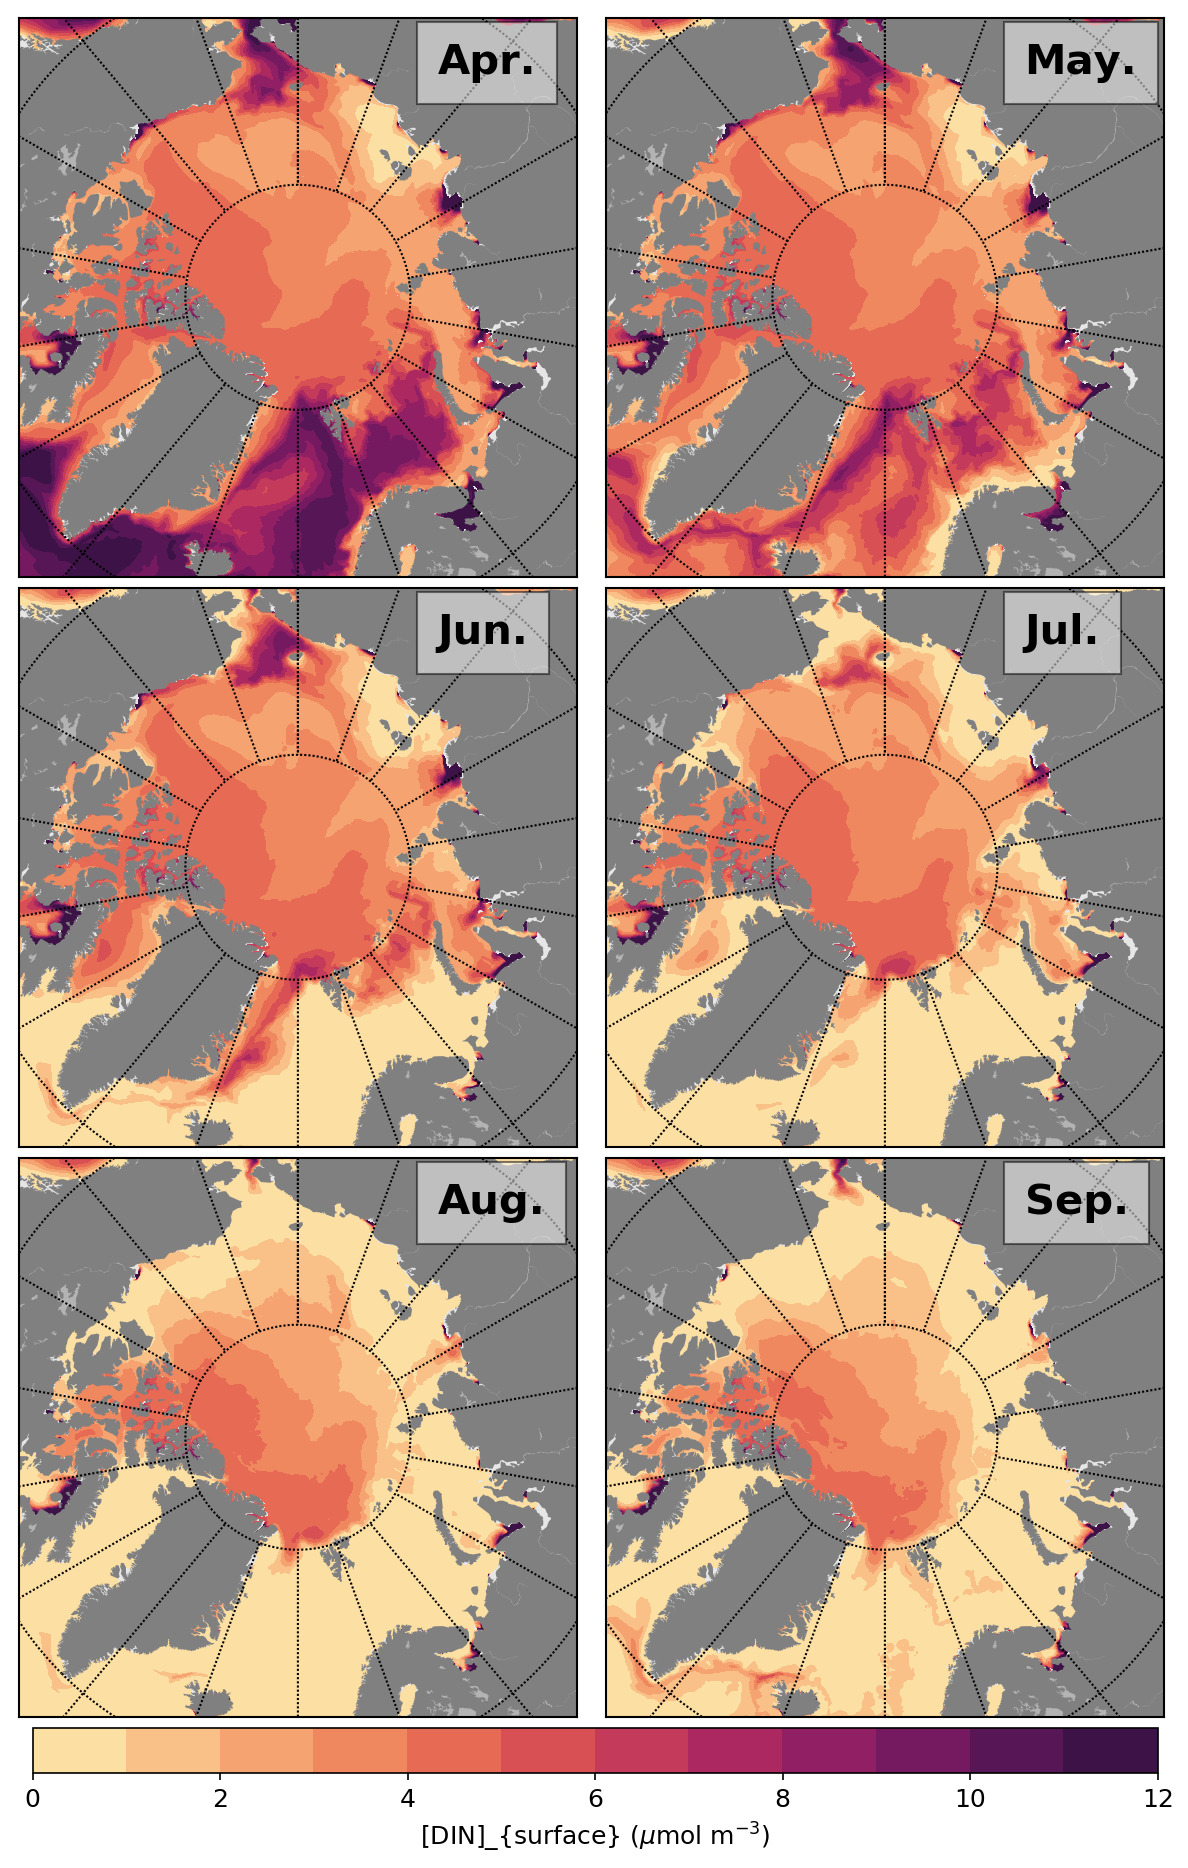 Apr. May.
Jun. Jul.
Aug. Sep.
0 2 4 6 8 10 12
[DIN]_{surface} (μmol m⁻³)